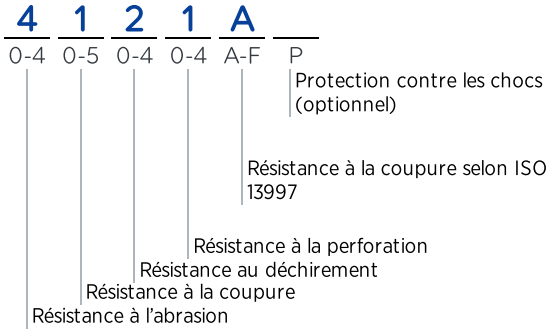 4 1 2 1 A
0-4 0-5 0-4 0-4 A-F P
Protection contre les chocs
(optionnel)
Résistance à la coupure selon ISO
13997
Résistance à la perforation
Résistance au déchirement
Résistance à la coupure
Résistance à l'abrasion